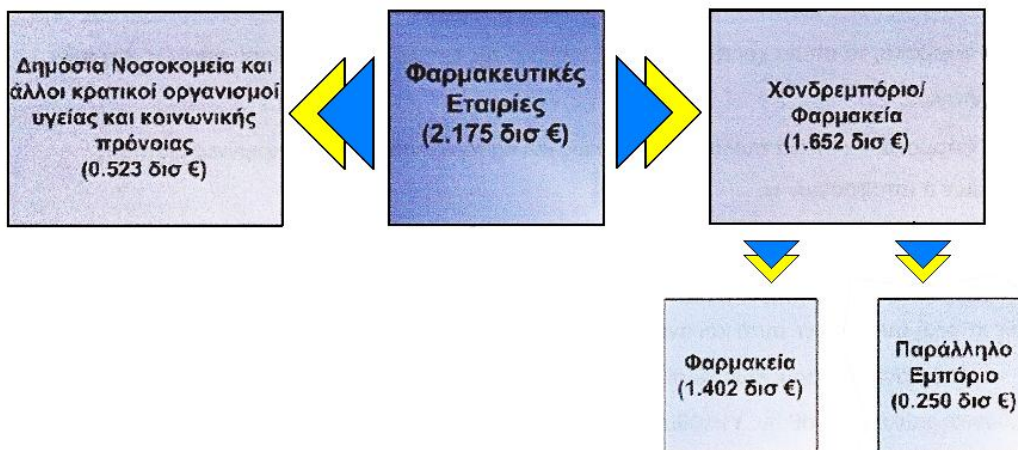 Δημόσια Νοσοκομεία και
άλλοι κρατικοί οργανισμοί
υγείας και κοινωνικής
πρόνοιας
(0.523 δισ €)
Φαρμακευτικές
Εταιρίες
(2.175 δισ €)
Χονδρεμπόριο/
Φαρμακεία
(1.652 δισ €)
Φαρμακεία
(1.402 δισ €)
Παράλληλο
Εμπόριο
(0.250 δισ €)